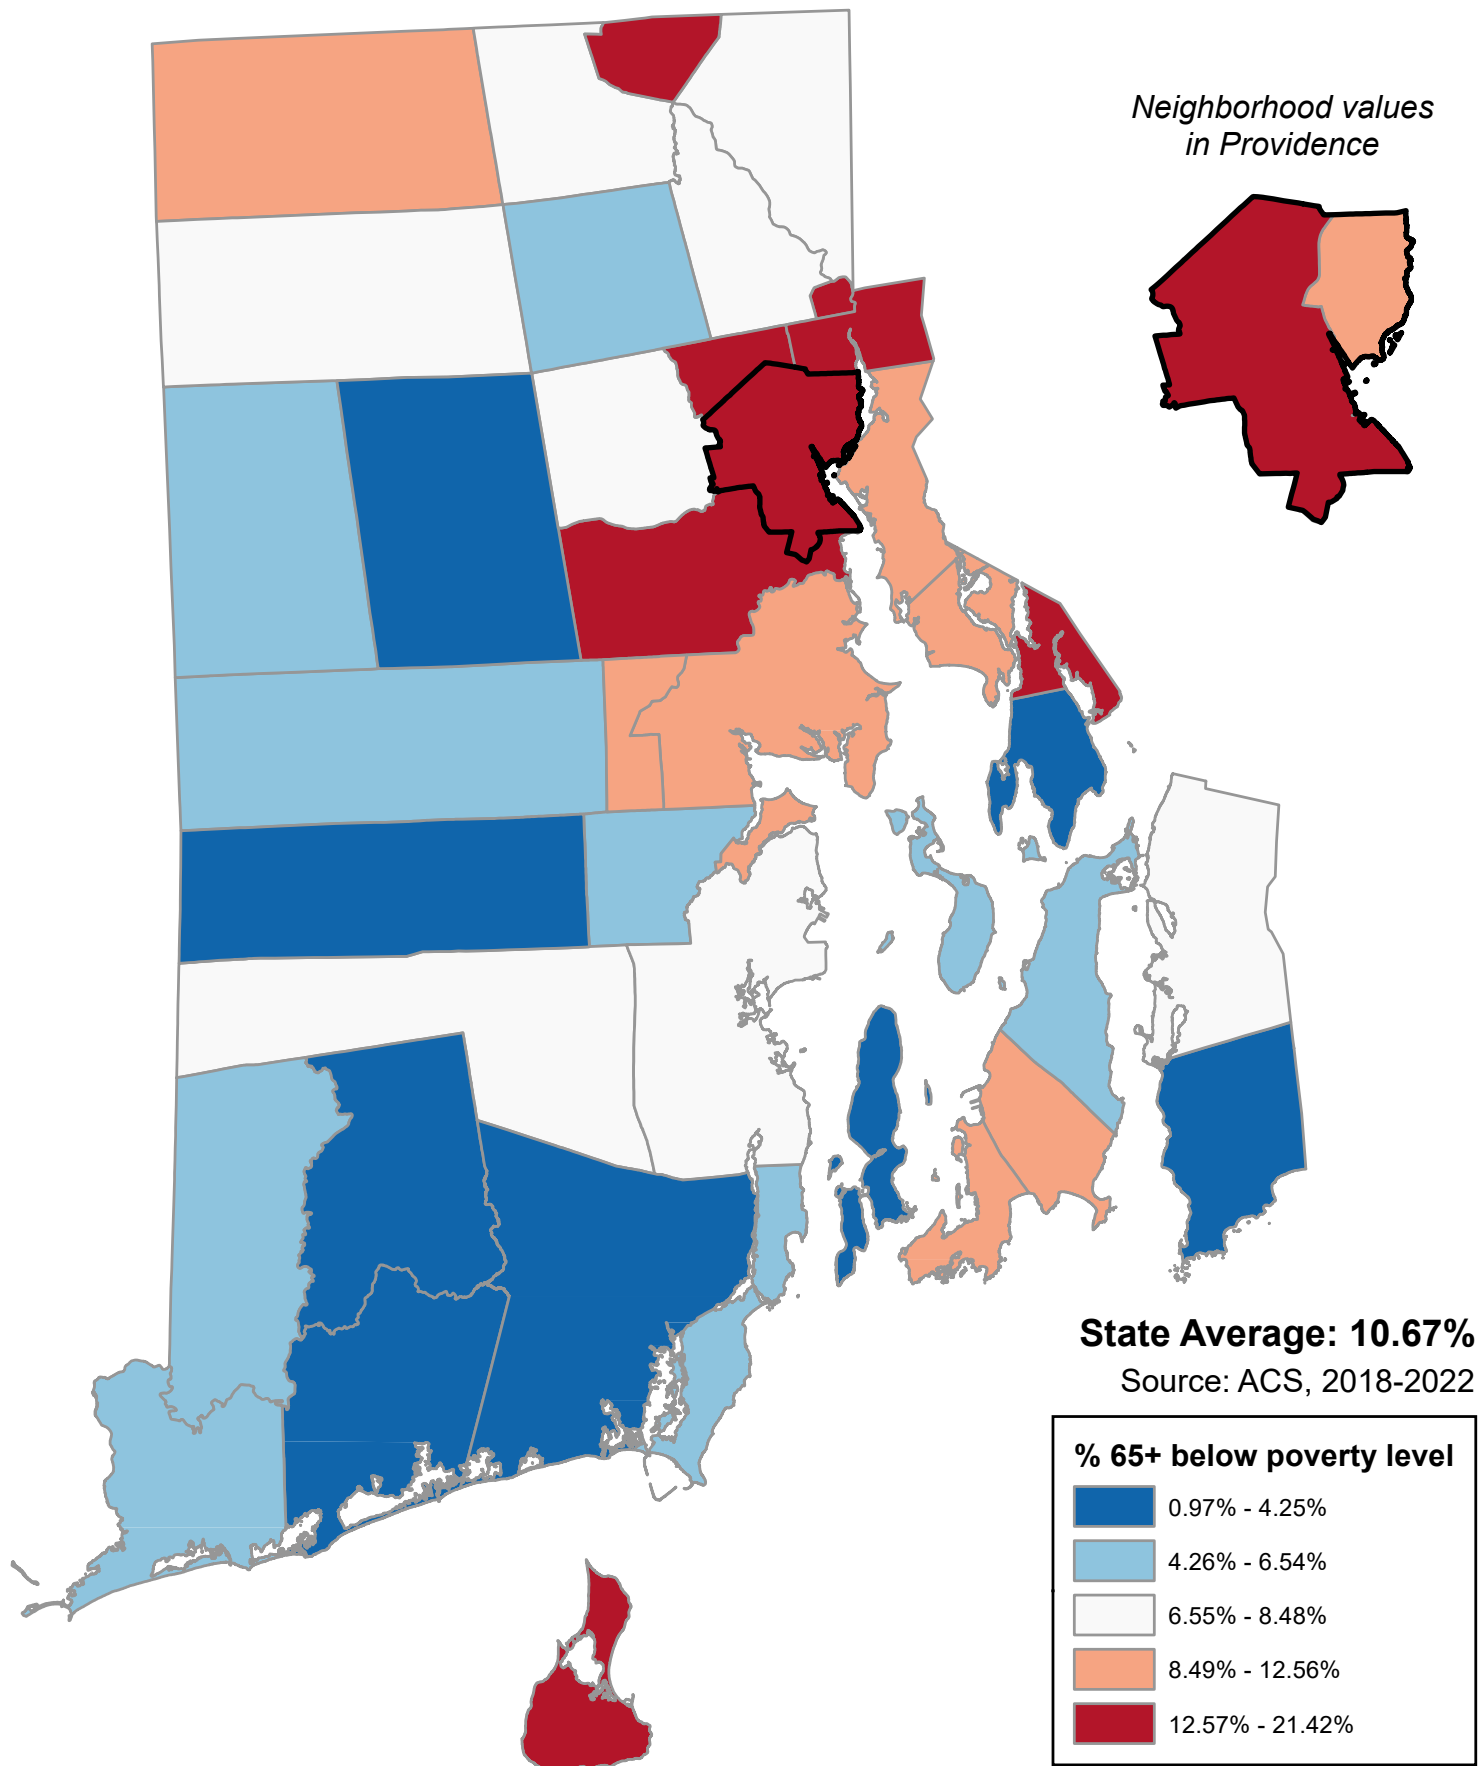 Neighborhood values
in Providence
State Average: 10.67%
Source: ACS, 2018-2022
% 65+ below poverty level
0.97% - 4.25%
4.26% - 6.54%
6.55% - 8.48%
8.49% - 12.56%
12.57% - 21.42%